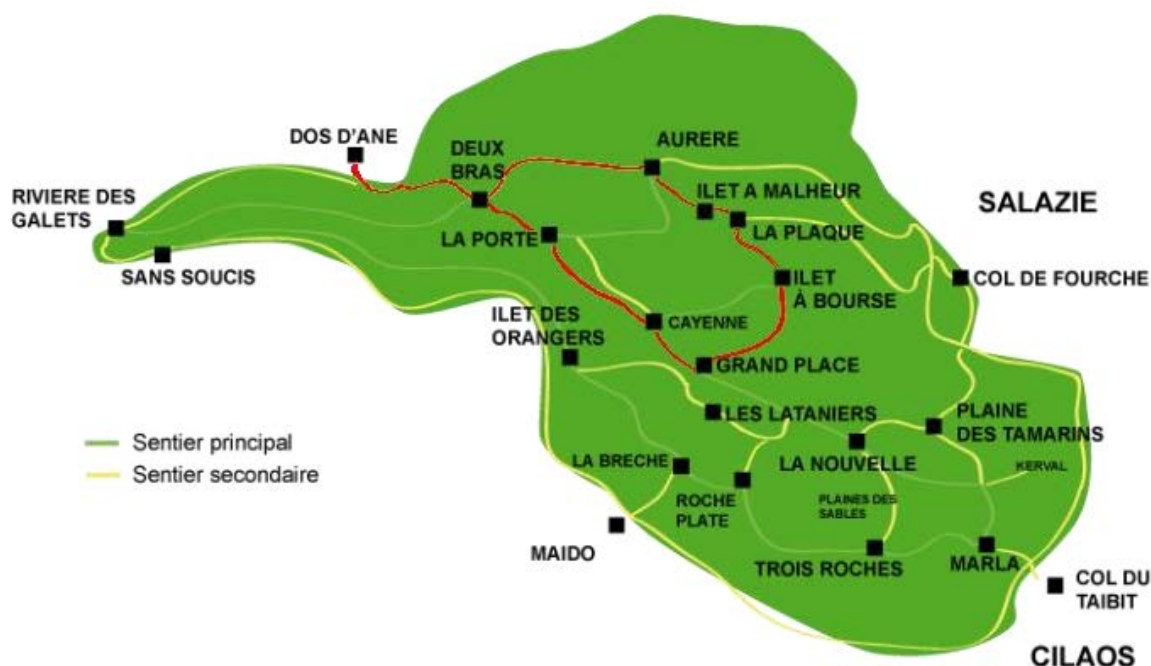 DOS D'ANE
DEUX
BRAS
AURERE
RIVIERE DES
GALETS
ILET A MALHEUR
SALAZIE
LA PORTE
LA PLAQUE
SANS SOUCIS
ILET
À BOURSE
COL DE FOURCHE
ILET DES
ORANGERS
CAYENNE
GRAND PLACE
LES LATANIERS
PLAINE
DES TAMARINS
Sentier principal
Sentier secondaire
LA BRECHE
LA NOUVELLE
KERVAL
ROCHE
PLATE
PLAINES DES
SABLES
MAIDO
TROIS ROCHES
MARLA
COL DU
TAIBIT
CILAOS